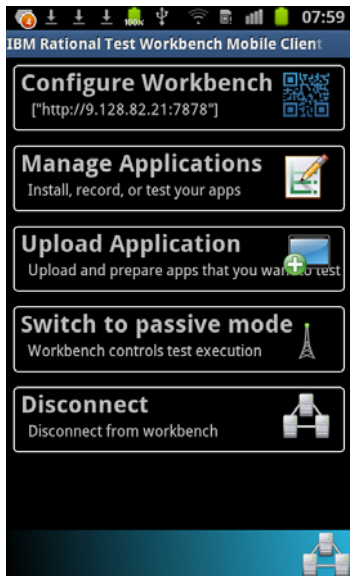 07:59
IBM Rational Test Workbench Mobile Client
Configure Workbench
["http://9.128.82.21:7878"]
Manage Applications
Install, record, or test your apps
Upload Application
Upload and prepare apps that you want to test
Switch to passive mode
Workbench controls test execution
Disconnect
Disconnect from workbench